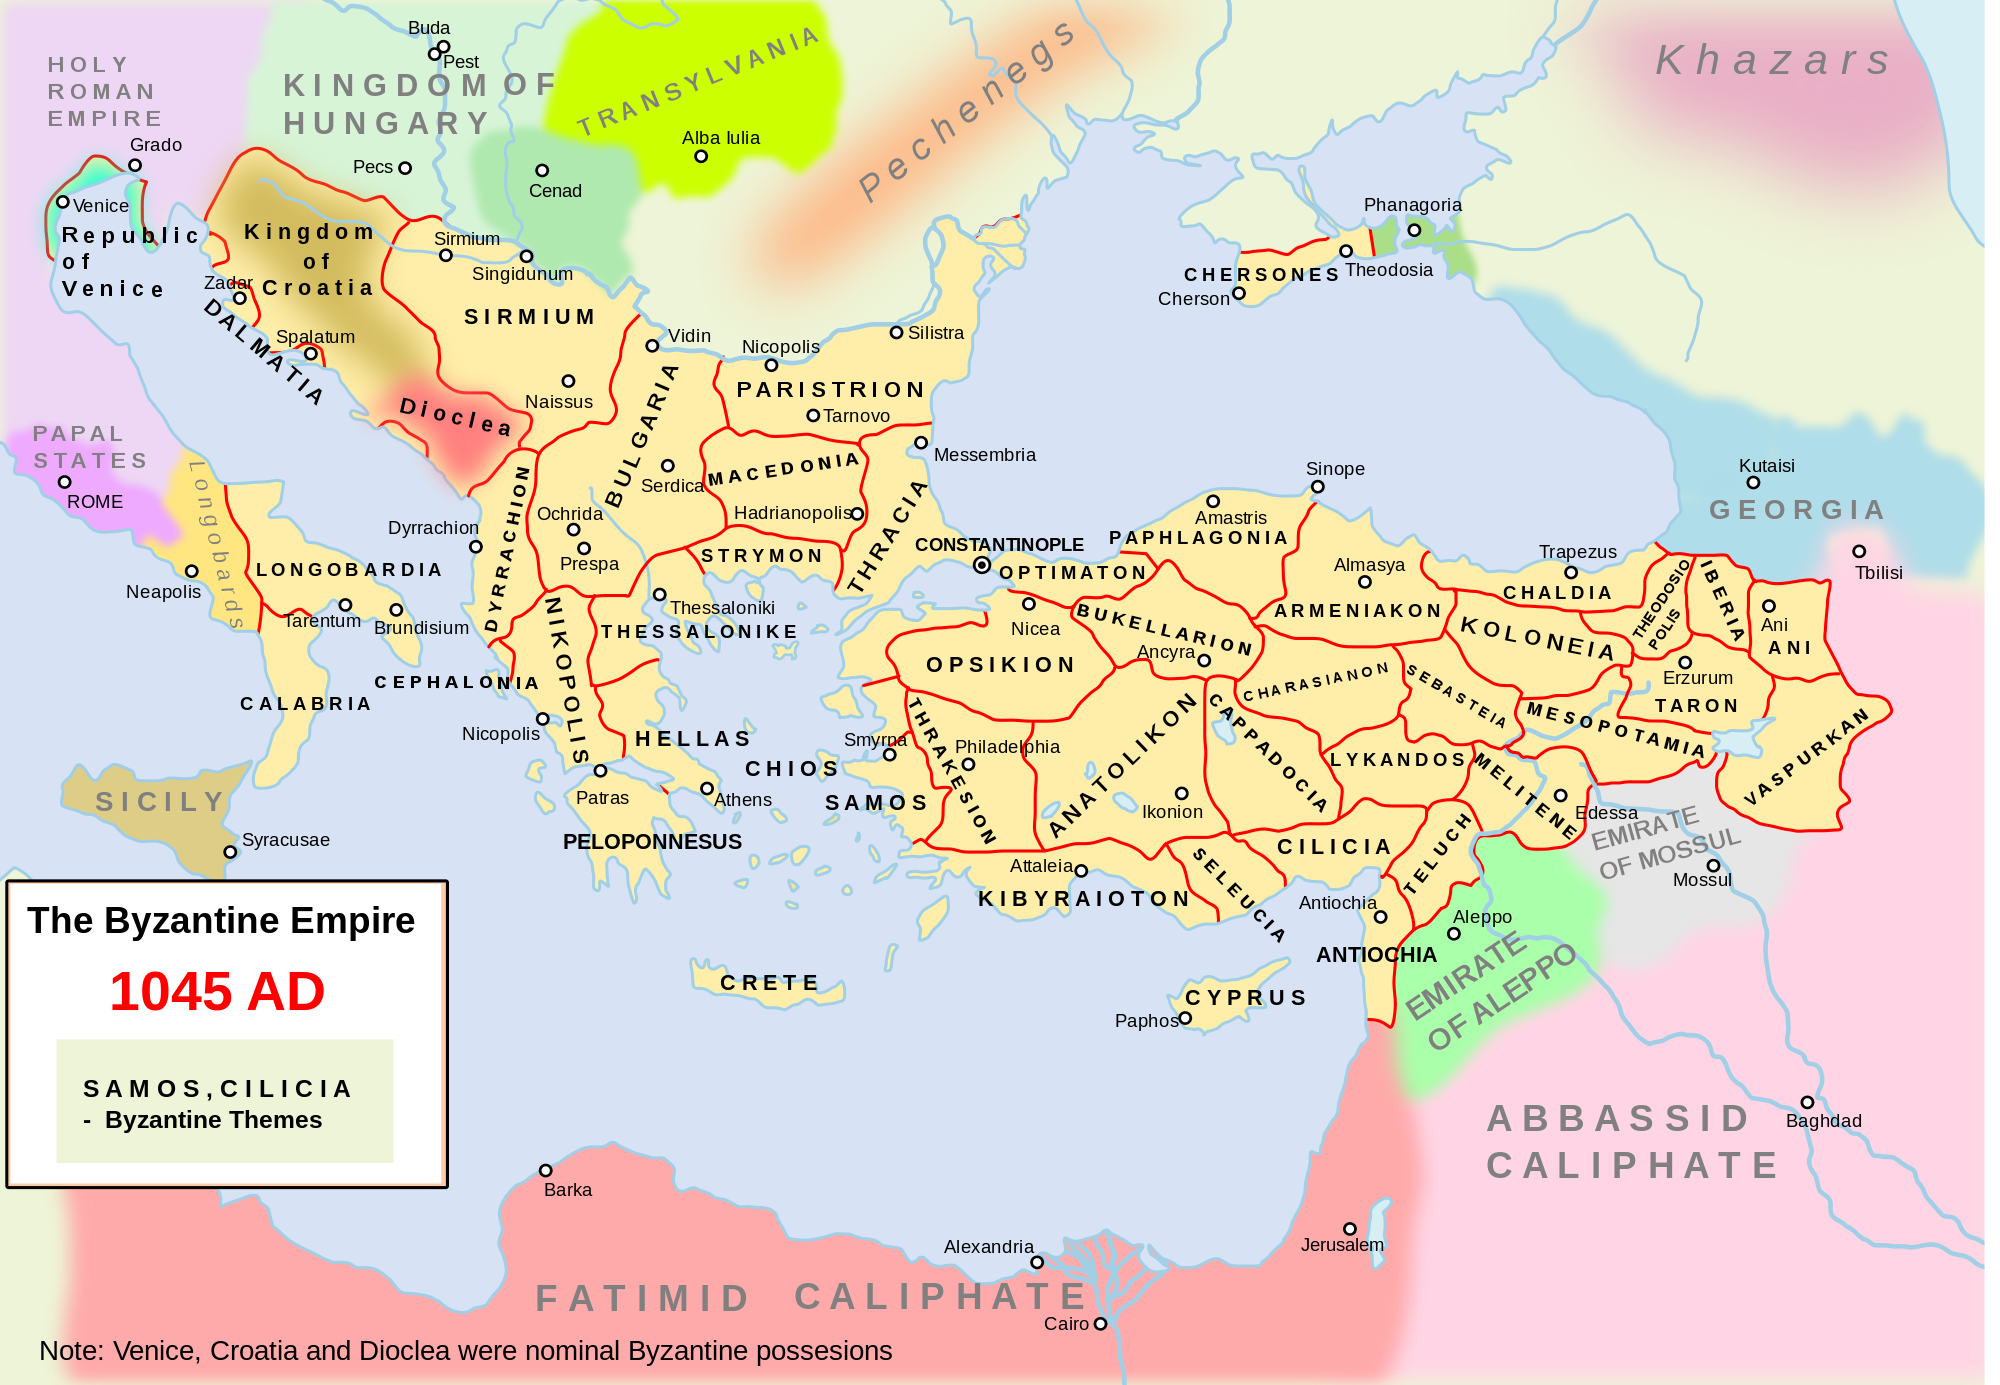 HOLY
ROMAN
EMPIRE
Grado
Venice
Republic
of
Venice
Buda
Pest
KINGDOM OF
HUNGARY
Pecs
TRANSYLVANIA
Alba Iulia
Cenad
Pechenegs
Khazars
Kingdom
of
Croatia
Zadar
DALMATIA
Spalatum
Sirmium
Singidunum
SIRMIUM
Naissus
Dioclea
Vidin
BULGARIA
Serdica
Nicopolis
Silistra
PARISTRION
Tarnovo
Messembria
MACEDONIA
Hadrianopolis
THRACIA
STRYMON
Phanagoria
CHERSONES
Theodosia
Cherson
PAPAL
STATES
ROME
Longobards
Neapolis
LONGOBARDIA
Tarentum
Brundisium
CALABRIA
SICILY
Syracusae
Dyrrachion
DYRRACHION
Ochrida
Prespa
Thessaloniki
THESSALONIKE
NIKOPOLIS
CEPHALONIA
Nicopolis
HELLAS
Patras
Athens
PELOPONNESUS
CHIOS
SAMOS
CRETE
CONSTANTINOPLE
OPTIMATON
Nicea
OPSIKION
Smyrna
THRAKESION
Philadelphia
BUKELLARION
Ancyra
PAPHLAGONIA
Amastris
Sinope
Almasya
ARMENIAKON
CHARASIANON
ANATOLIKON
Ikonion
CAPPADOCIA
Attaleia
KIBYRAIOTON
SELEUCIA
CILICIA
LYKANDOS
SEBASTEIA
MELITENE
TELUCH
Antiochia
ANTIOCHIA
CYPRUS
Paphos
Trapezus
CHALDIA
KOLONEIA
THEODOSIO
POLIS
IBERIA
Ani
ANI
Erzurum
TARON
MESOPOTAMIA
VASPURKAN
Edessa
Kutaisi
GEORGIA
Tbilisi
EMIRATE
OF MOSSUL
Mossul
Aleppo
EMIRATE
OF ALEPPO
ABBASSID
CALIPHATE
Baghdad
Jerusalem
Barka
Alexandria
FATIMID CALIPHATE
Cairo
The Byzantine Empire
1045 AD
SAMOS,CILICIA
- Byzantine Themes
Note: Venice, Croatia and Dioclea were nominal Byzantine possesions